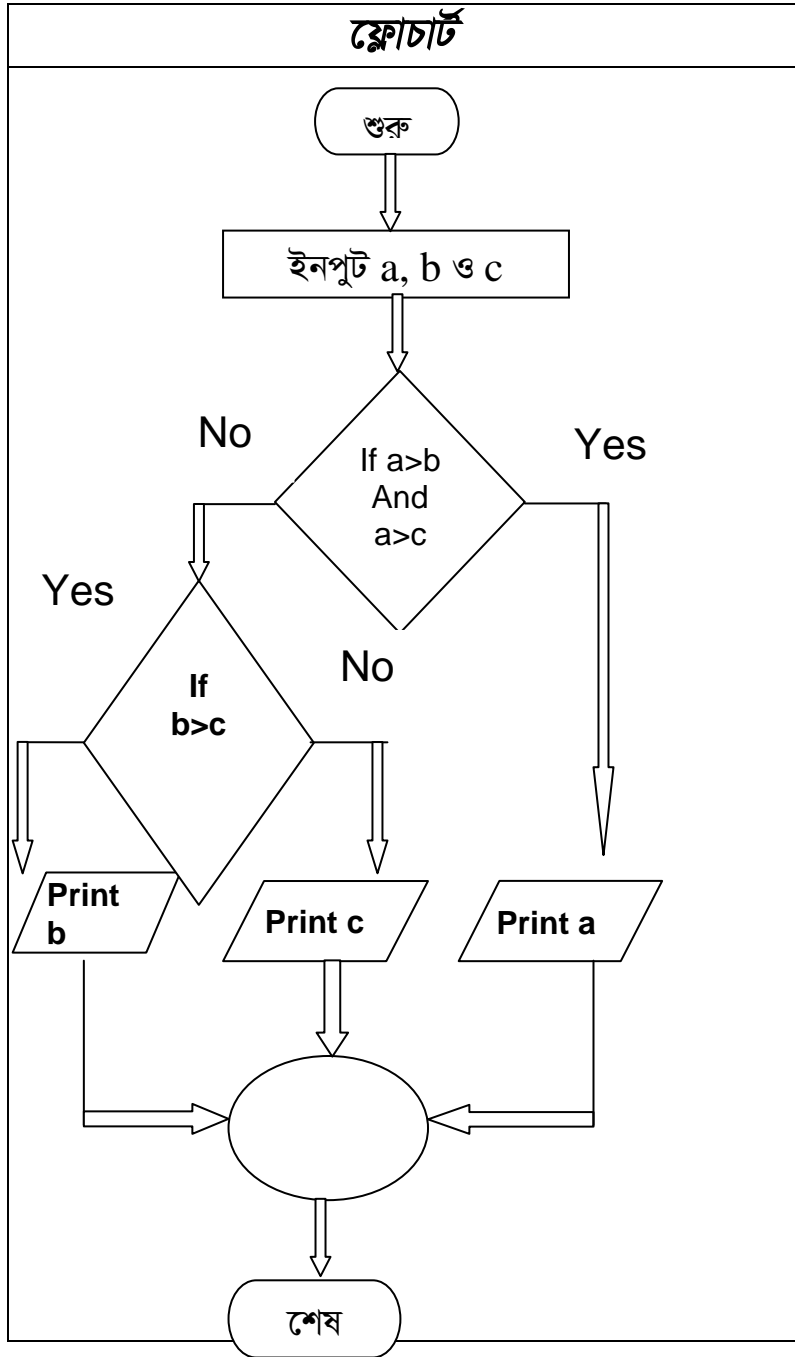 ফ্লোচার্ট
শুরু
ইনপুট a, b ও c
No
Yes
If a>b
And
a>c
Yes
No
If
b>c
Print
b
Print c
Print a
শেষ